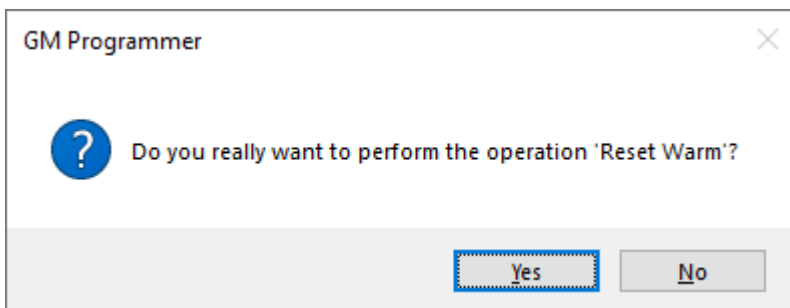 GM Programmer
Do you really want to perform the operation 'Reset Warm'?
Yes
No